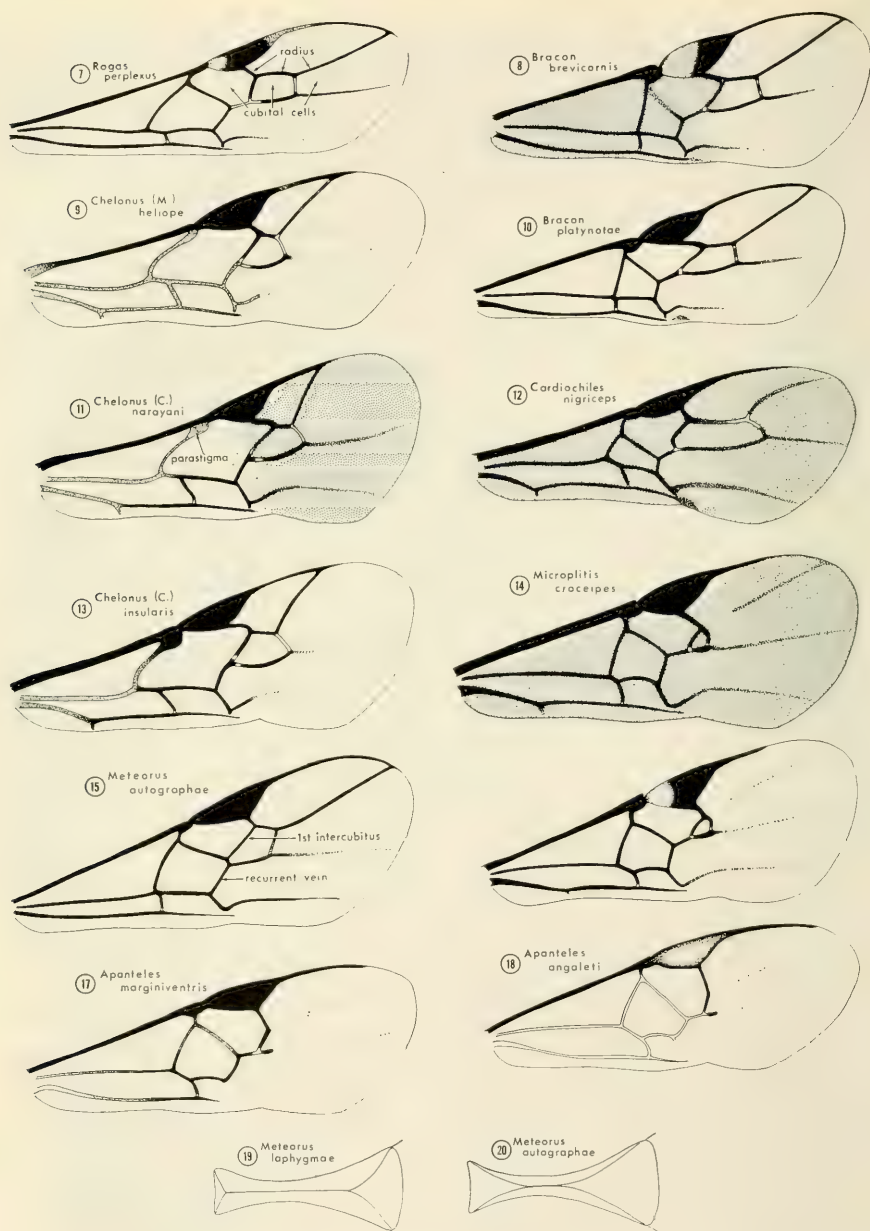 7 Rogas
perplexus
radius
cubital cells
8 Bracon
brevicornis
9 Chelonus (M)
heliope
10 Bracon
platynotae
11 Chelonus (C.)
narayani
parastigma
12 Cardiochiles
nigriceps
13 Chelonus (C.)
insularis
14 Microplitis
croceipes
15 Meteorus
autographae
1st intercubitus
recurrent vein
17 Apanteles
marginiventris
18 Apanteles
angaleti
19 Meteorus
laphygmae
20 Meteorus
autographae